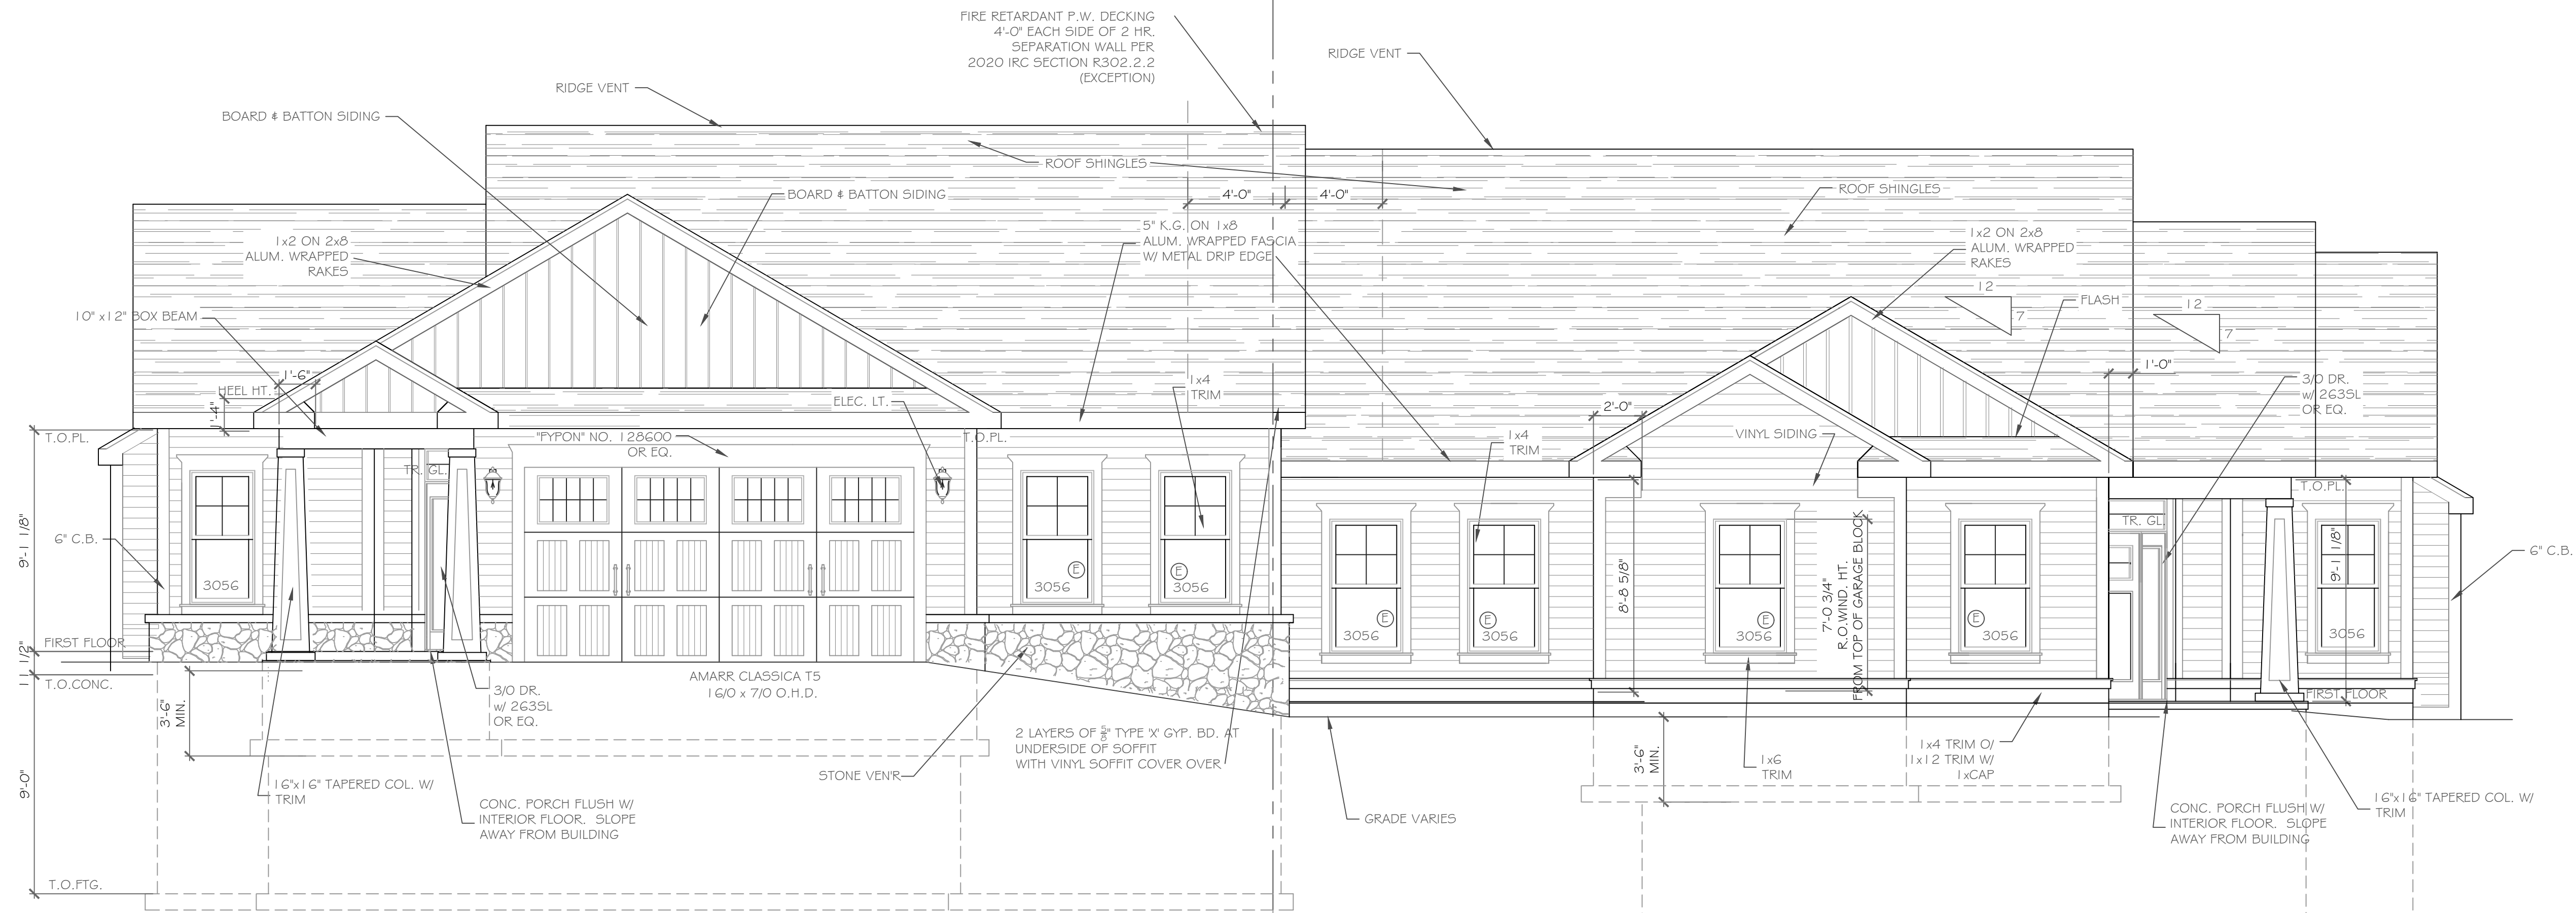 FIRE RETARDANT P.W. DECKING
4'-0" EACH SIDE OF 2 HR.
SEPARATION WALL PER
2020 IRC SECTION R302.2.2
(EXCEPTION)
RIDGE VENT
RIDGE VENT
BOARD & BATTON SIDING
ROOF SHINGLES
BOARD & BATTON SIDING
4'-0"
4'-0"
ROOF SHINGLES
1x2 ON 2x8
ALUM. WRAPPED
RAKES
5" K.G. ON 1x8
ALUM. WRAPPED FASCIA
W/ METAL DRIP EDGE
1x2 ON 2x8
ALUM. WRAPPED
RAKES
12
7
FLASH
12
7
10" x12" BOX BEAM
1'-6"
HEEL HT.
1'-4"
ELEC. LT.
1x4
TRIM
2'-0"
1'-0"
3/0 DR.
w/ 263SL
OR EQ.
T.O.PL.
"FYPON" NO. 128600
OR EQ.
T.O.PL.
1x4
TRIM
VINYL SIDING
TR. GL.
T.O.PL.
TR. GL.
9'-1 1/8"
6" C.B.
3056
E
3056
E
3056
8'-8 5/8"
7'-0 3/4"
R.O.WIND. HT.
FROM TOP OF GARAGE BLOCK
9'-1 1/8"
6" C.B.
E
3056
E
3056
E
3056
E
3056
3056
FIRST FLOOR
11 1/2"
T.O.CONC.
3'-6"
MIN.
3/0 DR.
w/ 263SL
OR EQ.
AMARR CLASSICA T5
16/0 x 7/0 O.H.D.
FIRST FLOOR
2 LAYERS OF 5/8" TYPE 'X' GYP. BD. AT
UNDERSIDE OF SOFFIT
WITH VINYL SOFFIT COVER OVER
STONE VEN'R
3'-6"
MIN.
1x6
TRIM
1x4 TRIM O/
1x12 TRIM W/
1xCAP
9'-0"
16"x16" TAPERED COL. W/
TRIM
CONC. PORCH FLUSH W/
INTERIOR FLOOR. SLOPE
AWAY FROM BUILDING
GRADE VARIES
CONC. PORCH FLUSH W/
INTERIOR FLOOR. SLOPE
AWAY FROM BUILDING
16"x16" TAPERED COL. W/
TRIM
T.O.FTG.